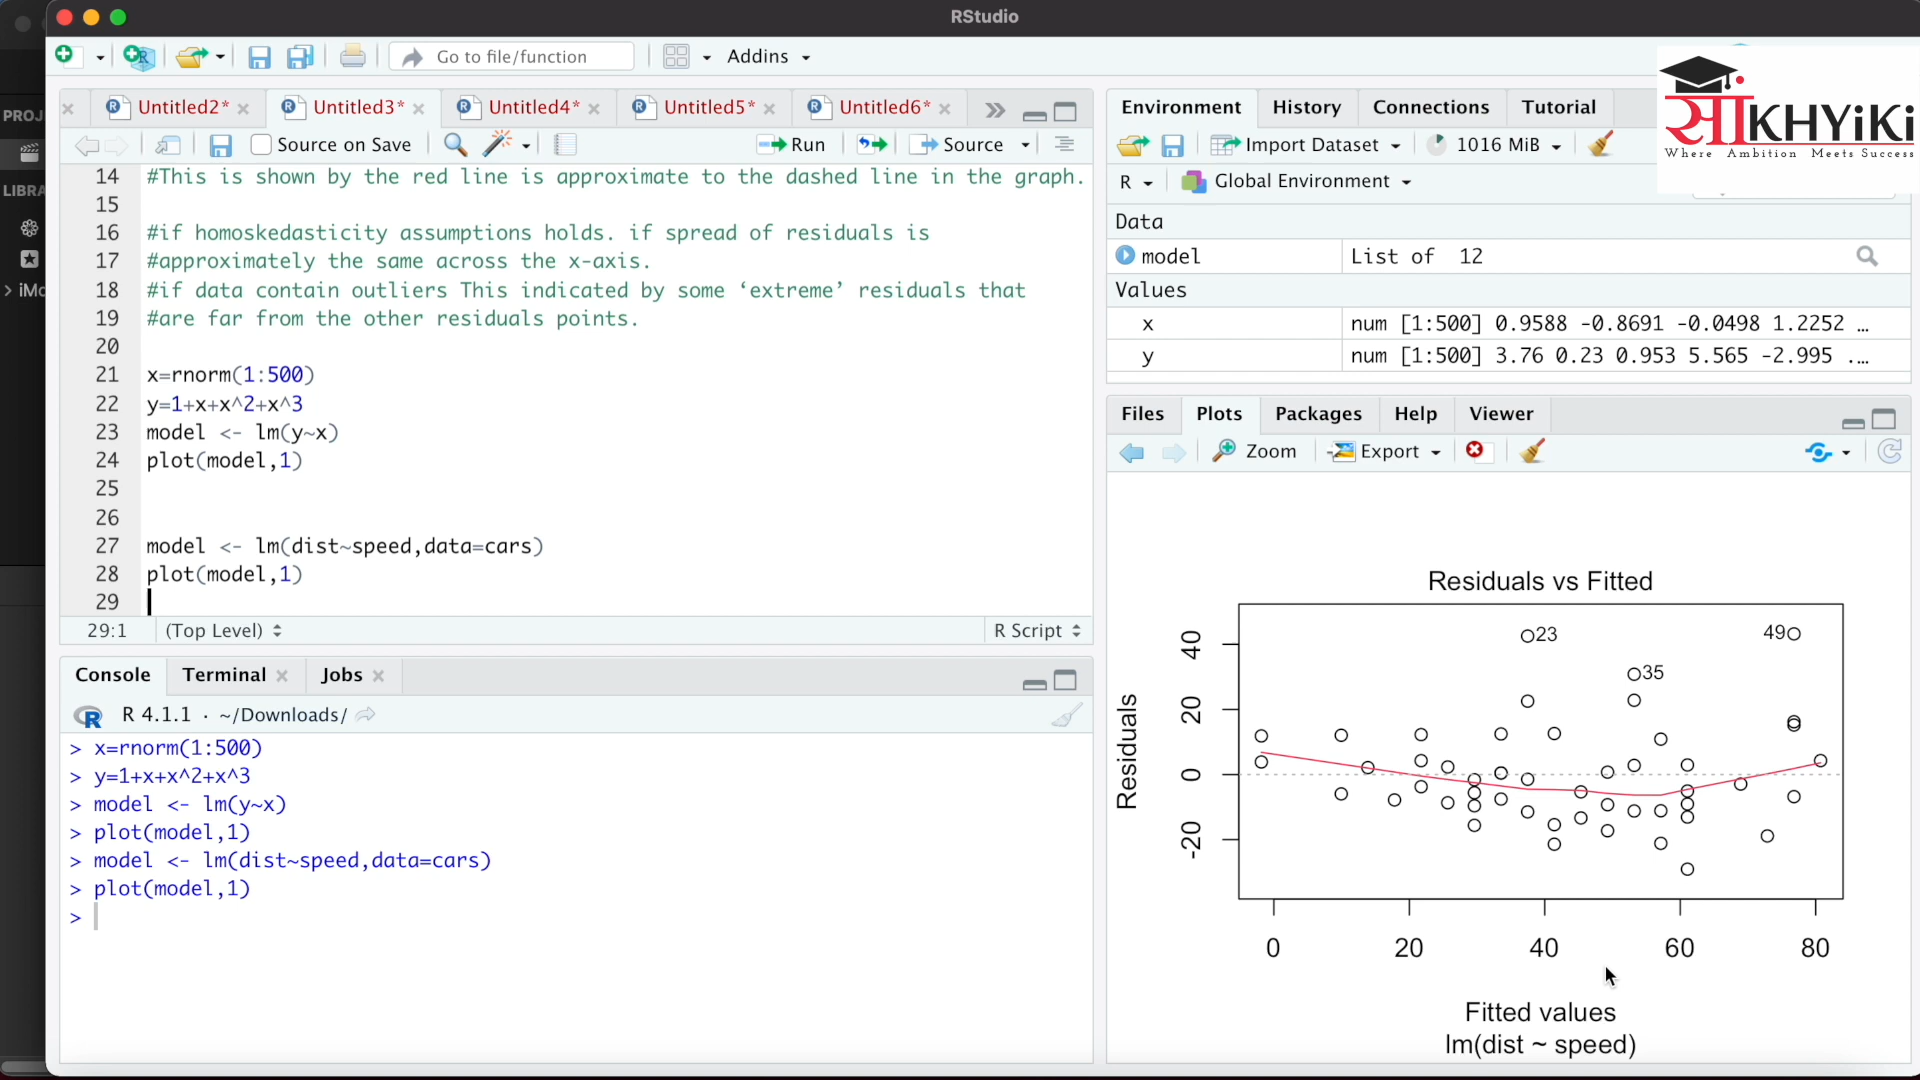 RStudio
Go to file/function
Addins
PROJ
LIBRA
iMo
साँKHYiKi
Where Ambition Meets Success
Untitled2*
Untitled3*
Untitled4*
Untitled5*
Untitled6*
Source on Save
Run
Source
14 #This is shown by the red line is approximate to the dashed line in the graph.
15
16 #if homoskedasticity assumptions holds. if spread of residuals is
17 #approximately the same across the x-axis.
18 #if data contain outliers This indicated by some ‘extreme’ residuals that
19 #are far from the other residuals points.
20
21 x=rnorm(1:500)
22 y=1+x+x^2+x^3
23 model <- lm(y~x)
24 plot(model,1)
25
26
27 model <- lm(dist~speed,data=cars)
28 plot(model,1)
29
29:1 (Top Level) R Script
Console Terminal Jobs
R 4.1.1 · ~/Downloads/
> x=rnorm(1:500)
> y=1+x+x^2+x^3
> model <- lm(y~x)
> plot(model,1)
> model <- lm(dist~speed,data=cars)
> plot(model,1)
>
Environment History Connections Tutorial
Import Dataset 1016 MiB
R Global Environment
Data
model List of 12
Values
x num [1:500] 0.9588 -0.8691 -0.0498 1.2252 …
y num [1:500] 3.76 0.23 0.953 5.565 -2.995 .…
Files Plots Packages Help Viewer
Zoom Export
Residuals vs Fitted
Residuals
40
20
0
-20
23
49
35
0 20 40 60 80
Fitted values
lm(dist ~ speed)